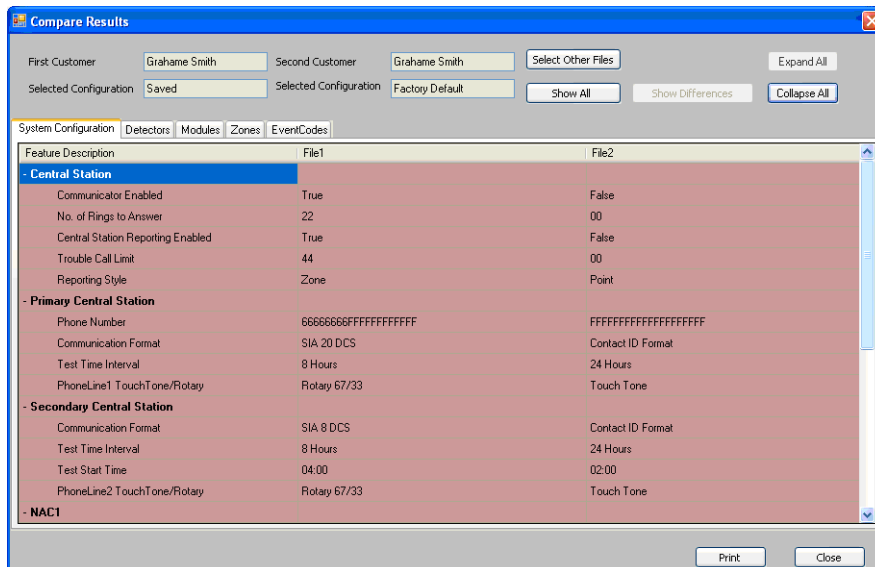 Compare Results
First Customer Grahame Smith Second Customer Grahame Smith Select Other Files Expand All
Selected Configuration Saved Selected Configuration Factory Default Show All Show Differences Collapse All
System Configuration Detectors Modules Zones EventCodes
Feature Description File1 File2
- Central Station
Communicator Enabled True False
No. of Rings to Answer 22 00
Central Station Reporting Enabled True False
Trouble Call Limit 44 00
Reporting Style Zone Point
- Primary Central Station
Phone Number 66666666FFFFFFFFFFFF FFFFFFFFFFFFFFFFFFFF
Communication Format SIA 20 DCS Contact ID Format
Test Time Interval 8 Hours 24 Hours
PhoneLine1 TouchTone/Rotary Rotary 67/33 Touch Tone
- Secondary Central Station
Communication Format SIA 8 DCS Contact ID Format
Test Time Interval 8 Hours 24 Hours
Test Start Time 04:00 02:00
PhoneLine2 TouchTone/Rotary Rotary 67/33 Touch Tone
- NAC1
Print Close